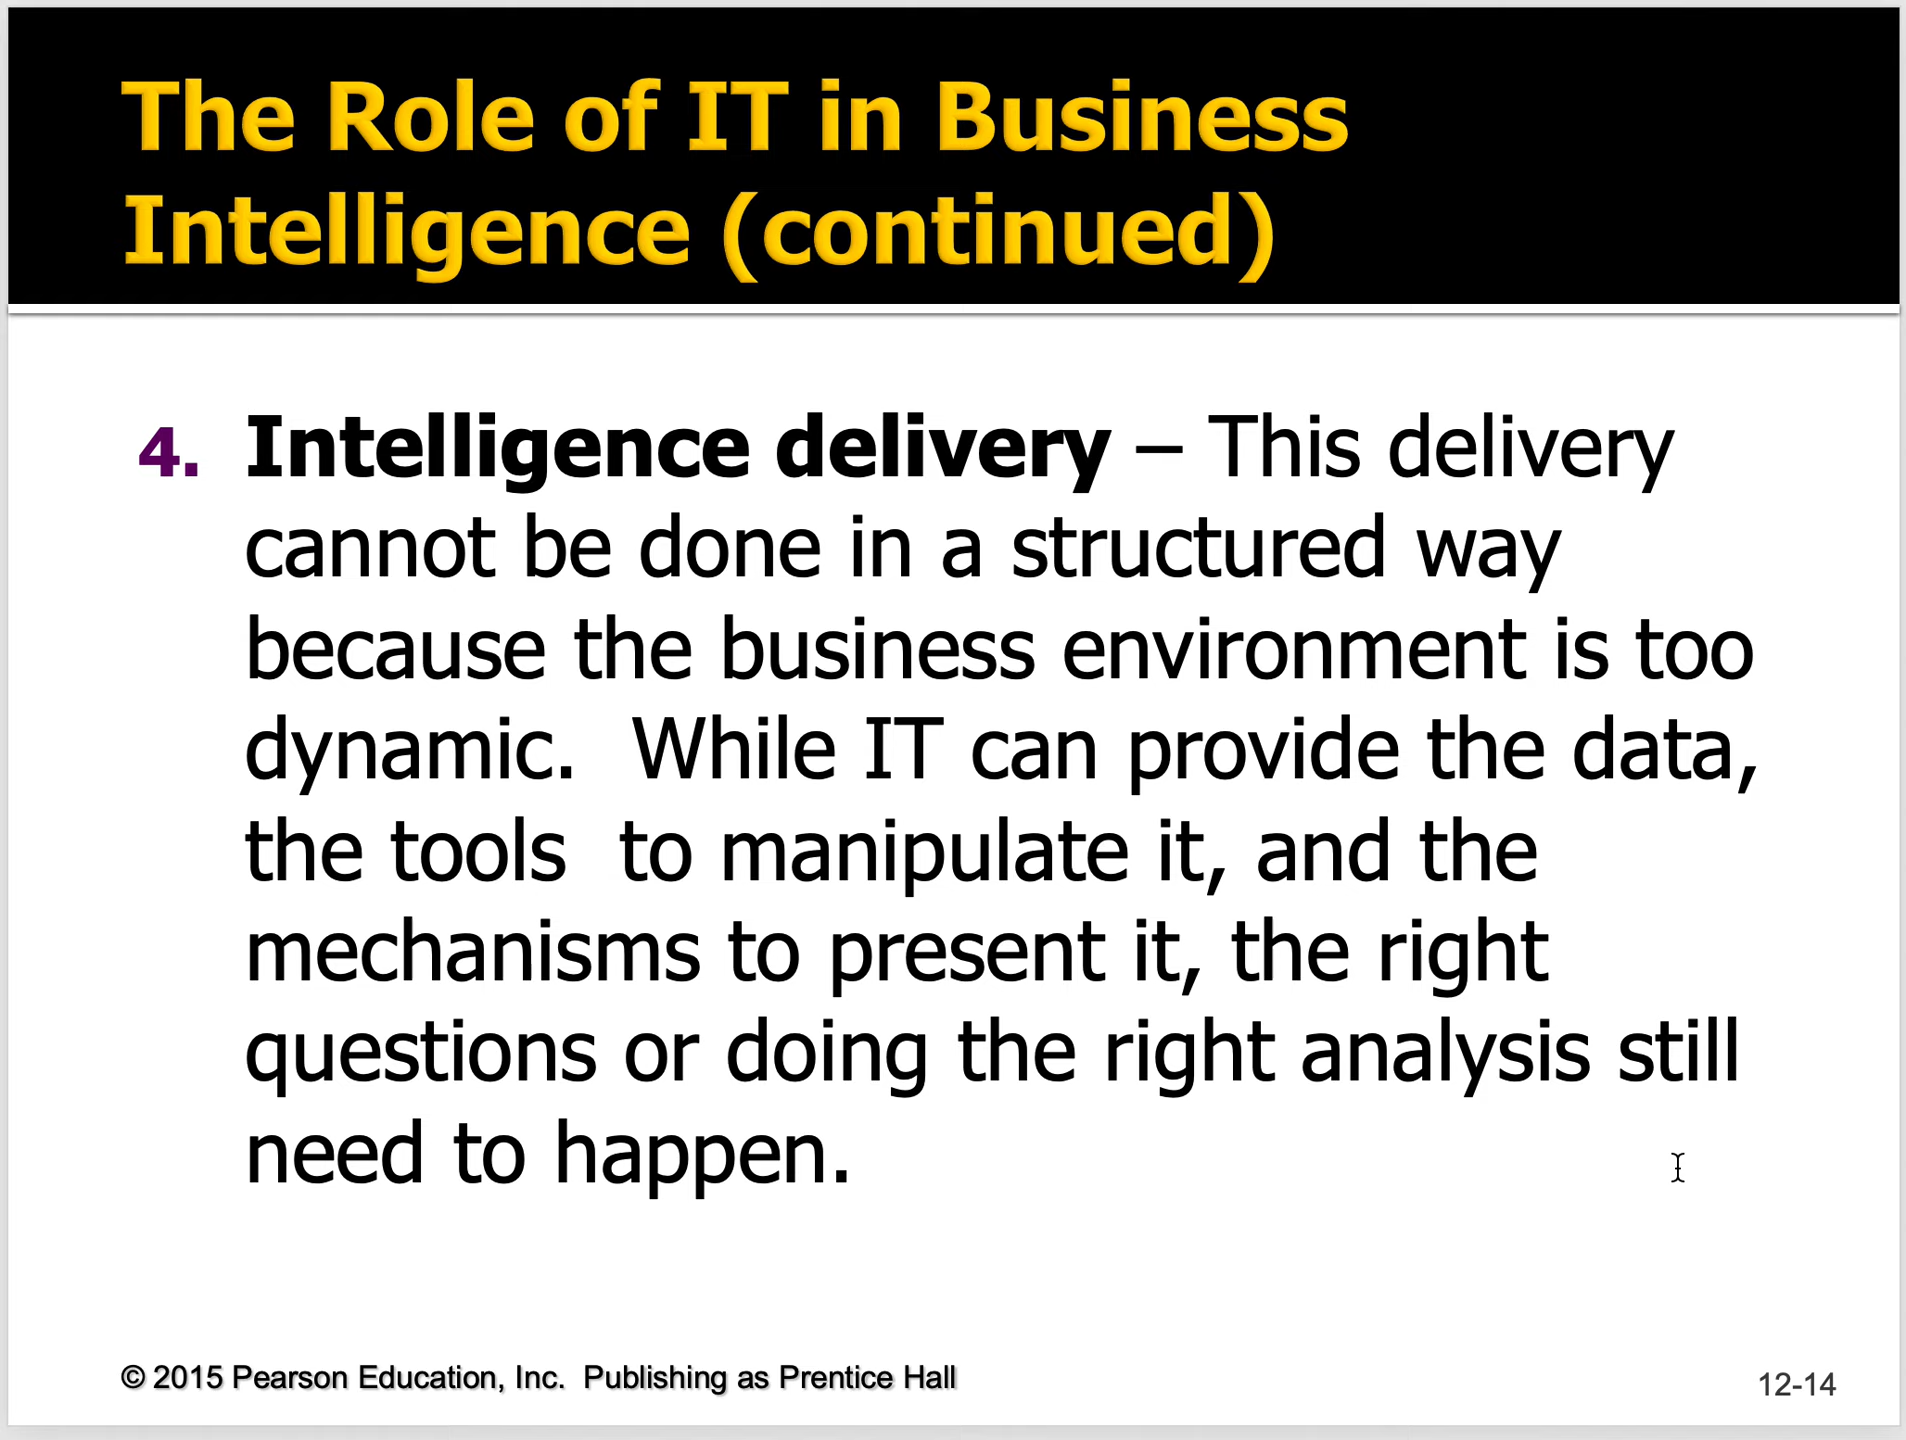 The Role of IT in Business
Intelligence (continued)
4. Intelligence delivery – This delivery
cannot be done in a structured way
because the business environment is too
dynamic.  While IT can provide the data,
the tools  to manipulate it, and the
mechanisms to present it, the right
questions or doing the right analysis still
need to happen.
© 2015 Pearson Education, Inc.  Publishing as Prentice Hall
12-14